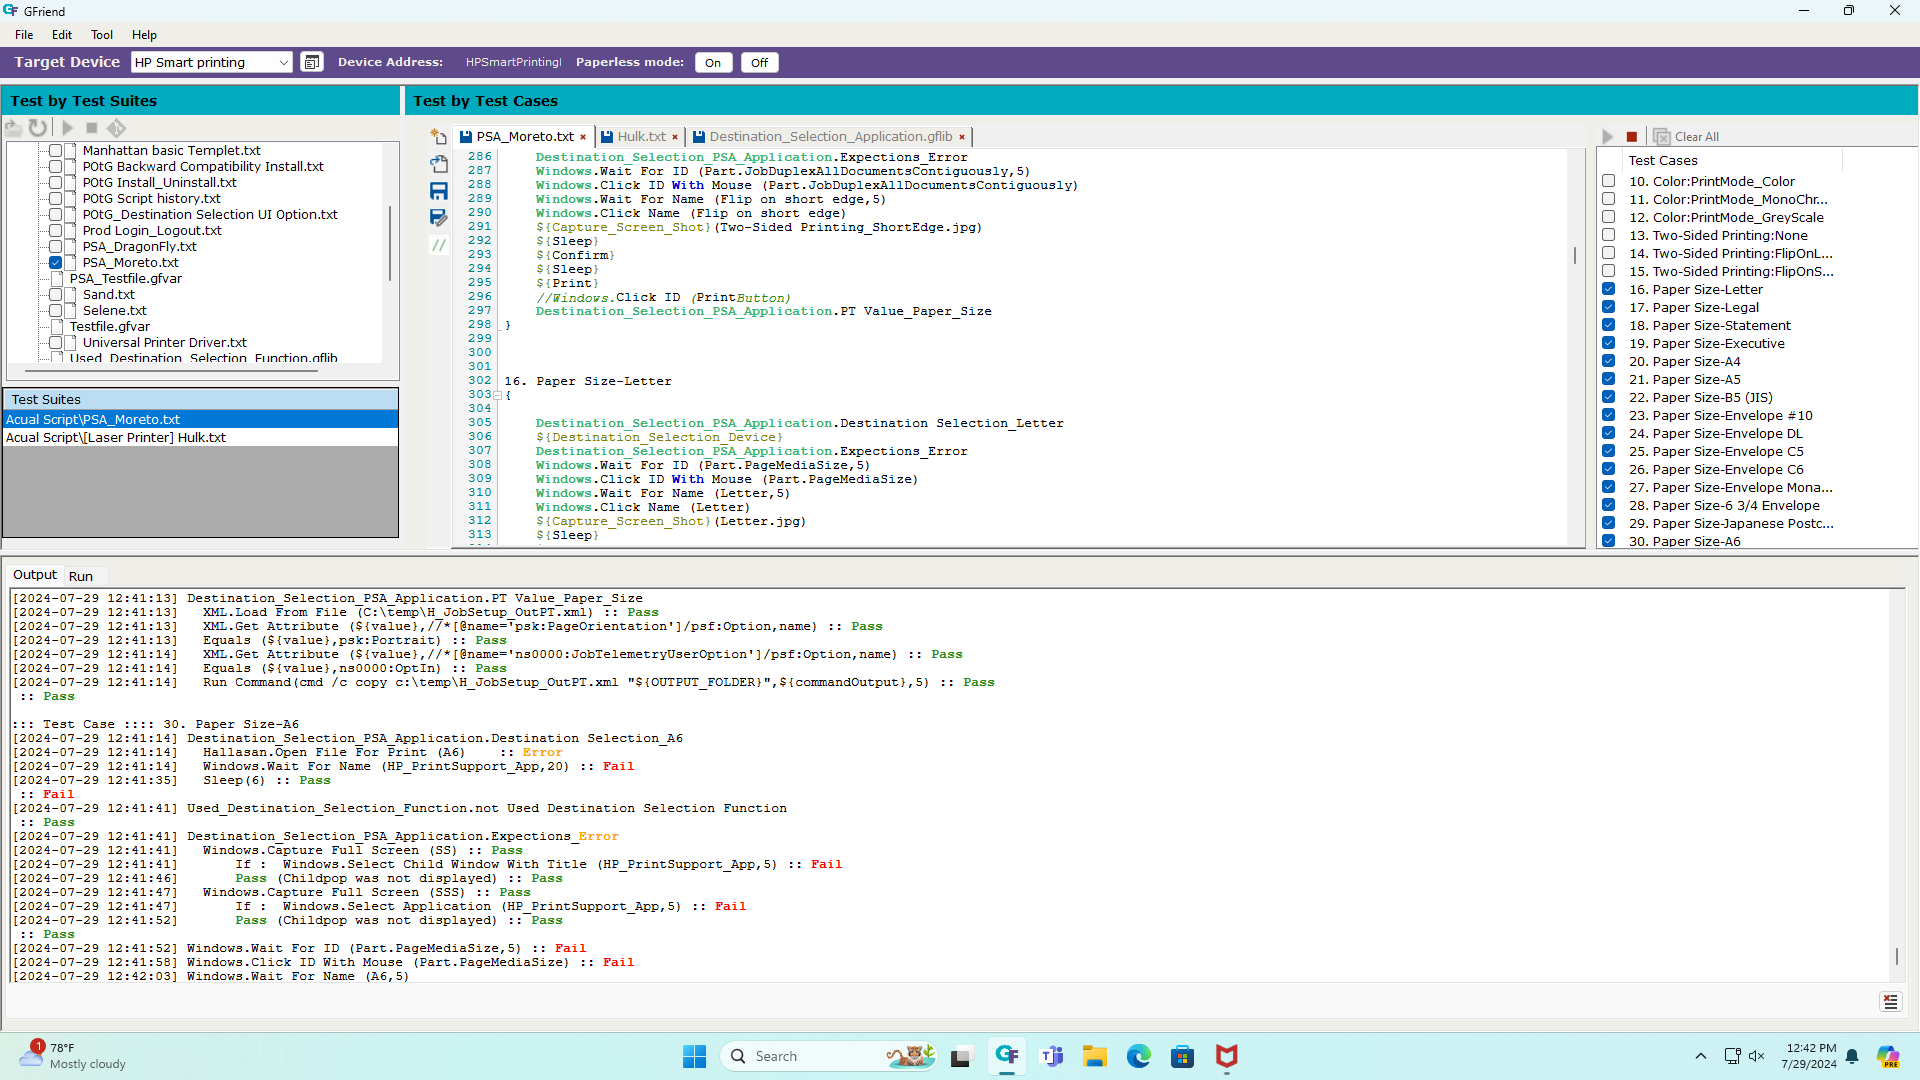 GFriend
File Edit Tool Help
Target Device HP Smart printing Device Address: HPSmartPrintingI Paperless mode: On Off
Test by Test Suites
Manhattan basic Templet.txt
P0tG Backward Compatibility Install.txt
P0tG Install_Uninstall.txt
P0tG Script history.txt
P0tG_Destination Selection UI Option.txt
Prod Login_Logout.txt
PSA_DragonFly.txt
PSA_Moreto.txt
PSA_Testfile.gfvar
Sand.txt
Selene.txt
Testfile.gfvar
Universal Printer Driver.txt
Used_Destination_Selection_Function.gflib
Test Suites
Acual Script\PSA_Moreto.txt
Acual Script\[Laser Printer] Hulk.txt
Test by Test Cases
PSA_Moreto.txt × Hulk.txt × Destination_Selection_Application.gflib ×
286 Destination_Selection_PSA_Application.Expections_Error
287 Windows.Wait For ID (Part.JobDuplexAllDocumentsContiguously,5)
288 Windows.Click ID With Mouse (Part.JobDuplexAllDocumentsContiguously)
289 Windows.Wait For Name (Flip on short edge,5)
290 Windows.Click Name (Flip on short edge)
291 ${Capture_Screen_Shot}(Two-Sided Printing_ShortEdge.jpg)
292 ${Sleep}
293 ${Confirm}
294 ${Sleep}
295 ${Print}
296 //Windows.Click ID (PrintButton)
297 Destination_Selection_PSA_Application.PT Value_Paper_Size
298 }
299
300
301
302 16. Paper Size-Letter
303 {
304
305 Destination_Selection_PSA_Application.Destination Selection_Letter
306 ${Destination_Selection_Device}
307 Destination_Selection_PSA_Application.Expections_Error
308 Windows.Wait For ID (Part.PageMediaSize,5)
309 Windows.Click ID With Mouse (Part.PageMediaSize)
310 Windows.Wait For Name (Letter,5)
311 Windows.Click Name (Letter)
312 ${Capture_Screen_Shot}(Letter.jpg)
313 ${Sleep}
//
Clear All
Test Cases
10. Color:PrintMode_Color
11. Color:PrintMode_MonoChr...
12. Color:PrintMode_GreyScale
13. Two-Sided Printing:None
14. Two-Sided Printing:FlipOnL...
15. Two-Sided Printing:FlipOnS...
16. Paper Size-Letter
17. Paper Size-Legal
18. Paper Size-Statement
19. Paper Size-Executive
20. Paper Size-A4
21. Paper Size-A5
22. Paper Size-B5 (JIS)
23. Paper Size-Envelope #10
24. Paper Size-Envelope DL
25. Paper Size-Envelope C5
26. Paper Size-Envelope C6
27. Paper Size-Envelope Mona...
28. Paper Size-6 3/4 Envelope
29. Paper Size-Japanese Postc...
30. Paper Size-A6
Output Run
[2024-07-29 12:41:13] Destination_Selection_PSA_Application.PT Value_Paper_Size
[2024-07-29 12:41:13] XML.Load From File (C:\temp\H_JobSetup_OutPT.xml) :: Pass
[2024-07-29 12:41:13] XML.Get Attribute (${value},//*[@name='psk:PageOrientation']/psf:Option,name) :: Pass
[2024-07-29 12:41:13] Equals (${value},psk:Portrait) :: Pass
[2024-07-29 12:41:14] XML.Get Attribute (${value},//*[@name='ns0000:JobTelemetryUserOption']/psf:Option,name) :: Pass
[2024-07-29 12:41:14] Equals (${value},ns0000:OptIn) :: Pass
[2024-07-29 12:41:14] Run Command(cmd /c copy c:\temp\H_JobSetup_OutPT.xml "${OUTPUT_FOLDER}",${commandOutput},5) :: Pass
:: Pass
::: Test Case :::: 30. Paper Size-A6
[2024-07-29 12:41:14] Destination_Selection_PSA_Application.Destination Selection_A6
[2024-07-29 12:41:14] Hallasan.Open File For Print (A6) :: Error
[2024-07-29 12:41:14] Windows.Wait For Name (HP_PrintSupport_App,20) :: Fail
[2024-07-29 12:41:35] Sleep(6) :: Pass
:: Fail
[2024-07-29 12:41:41] Used_Destination_Selection_Function.not Used Destination Selection Function
:: Pass
[2024-07-29 12:41:41] Destination_Selection_PSA_Application.Expections_Error
[2024-07-29 12:41:41] Windows.Capture Full Screen (SS) :: Pass
[2024-07-29 12:41:41] If : Windows.Select Child Window With Title (HP_PrintSupport_App,5) :: Fail
[2024-07-29 12:41:46] Pass (Childpop was not displayed) :: Pass
[2024-07-29 12:41:47] Windows.Capture Full Screen (SSS) :: Pass
[2024-07-29 12:41:47] If : Windows.Select Application (HP_PrintSupport_App,5) :: Fail
[2024-07-29 12:41:52] Pass (Childpop was not displayed) :: Pass
:: Pass
[2024-07-29 12:41:52] Windows.Wait For ID (Part.PageMediaSize,5) :: Fail
[2024-07-29 12:41:58] Windows.Click ID With Mouse (Part.PageMediaSize) :: Fail
[2024-07-29 12:42:03] Windows.Wait For Name (A6,5)
1
78°F
Mostly cloudy
Search
12:42 PM
7/29/2024
PRE